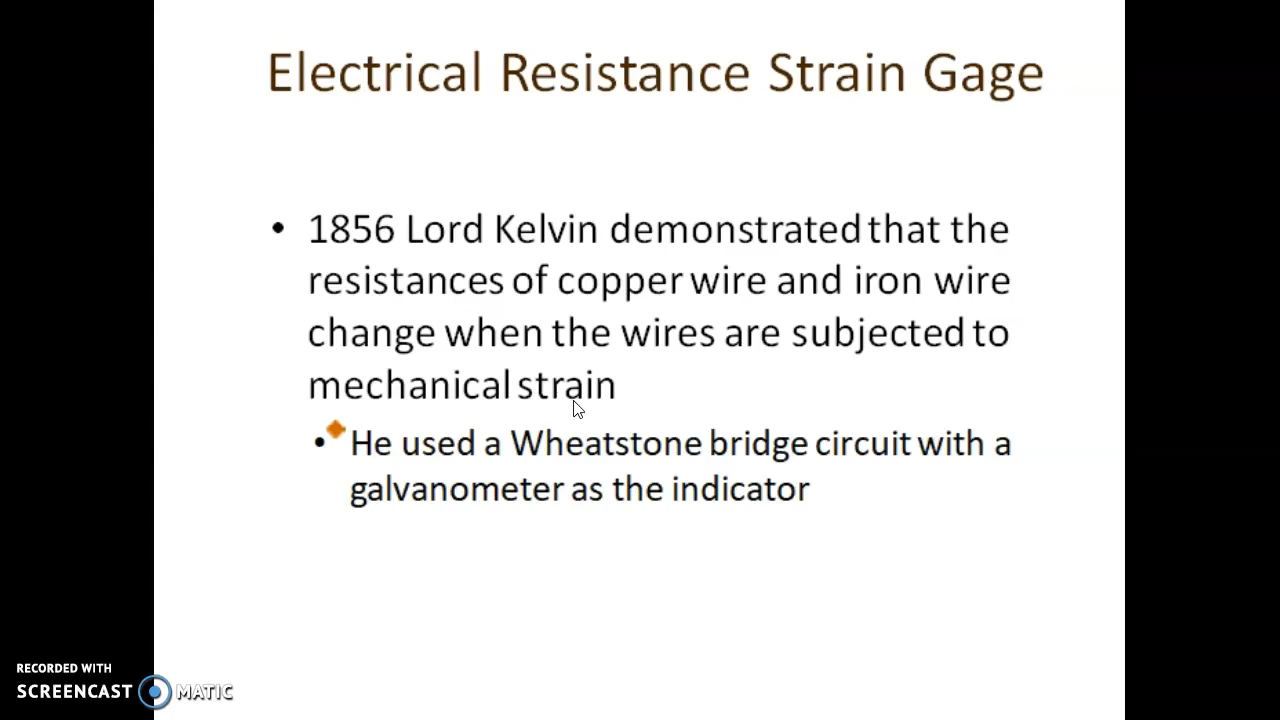 Electrical Resistance Strain Gage
• 1856 Lord Kelvin demonstrated that the
resistances of copper wire and iron wire
change when the wires are subjected to
mechanical strain
• He used a Wheatstone bridge circuit with a
galvanometer as the indicator
RECORDED WITH
SCREENCAST MATIC